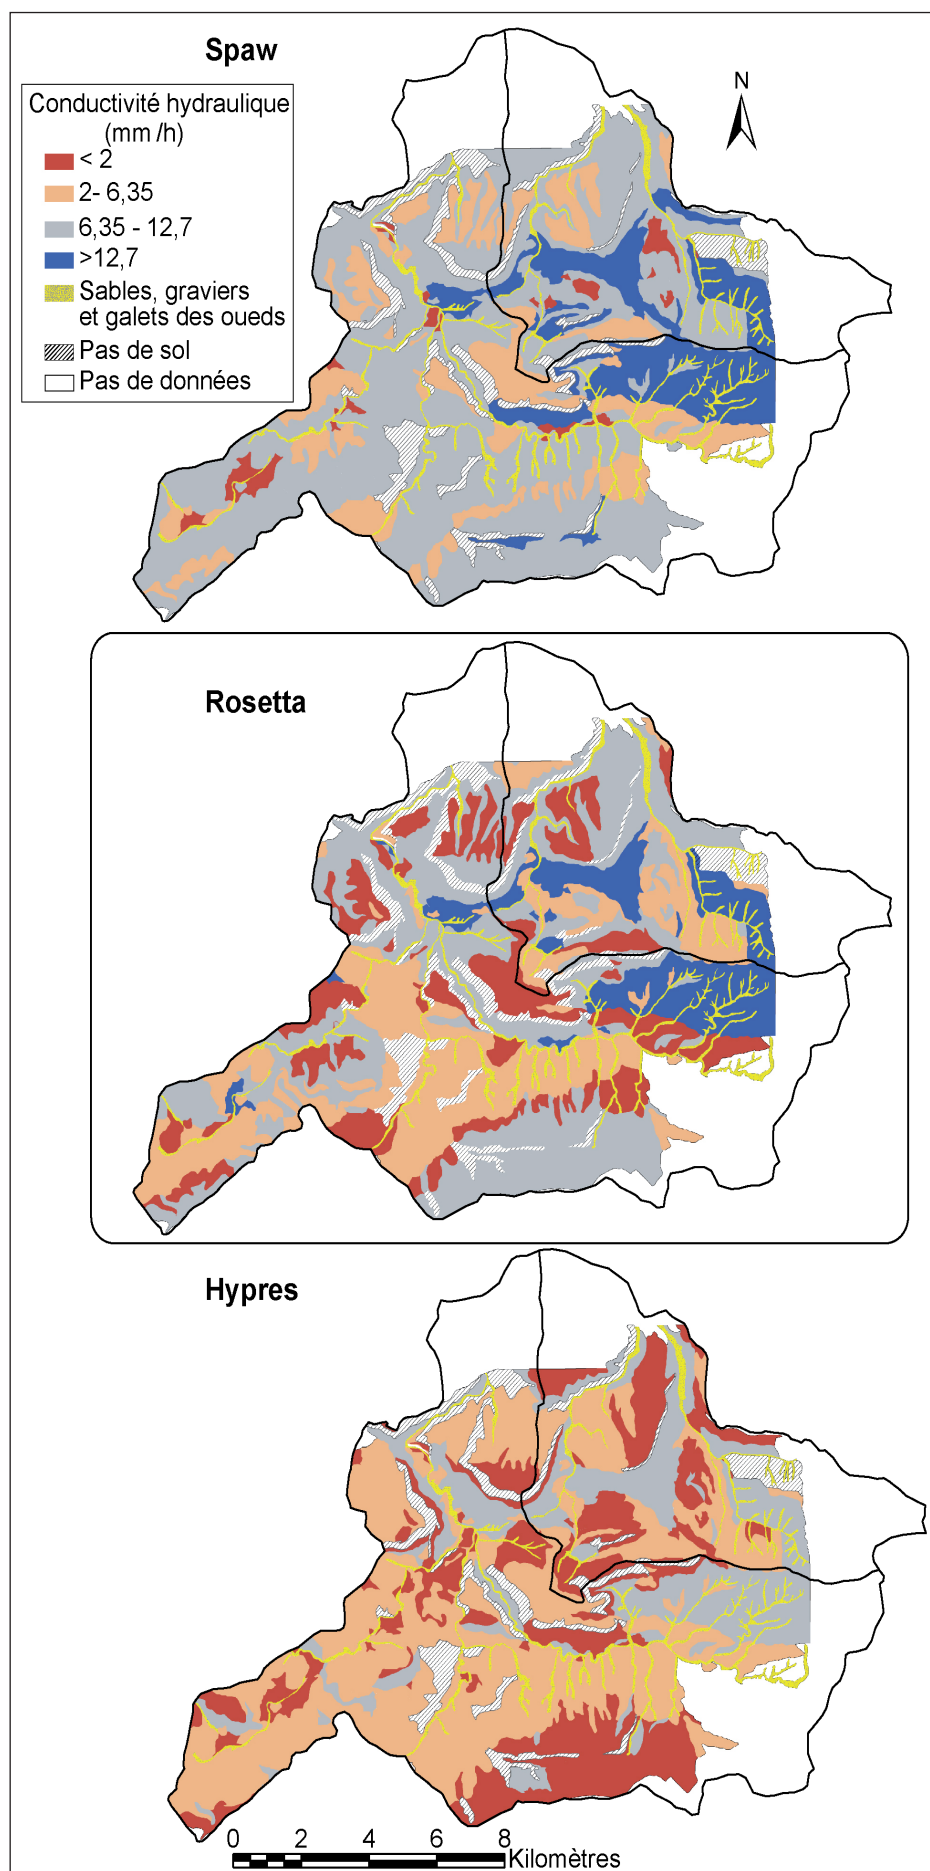 Spaw
N
Conductivité hydraulique
(mm /h)
< 2
2- 6,35
6,35 - 12,7
>12,7
Sables, graviers
et galets des oueds
Pas de sol
Pas de données
Rosetta
Hypres
0 2 4 6 8
Kilomètres